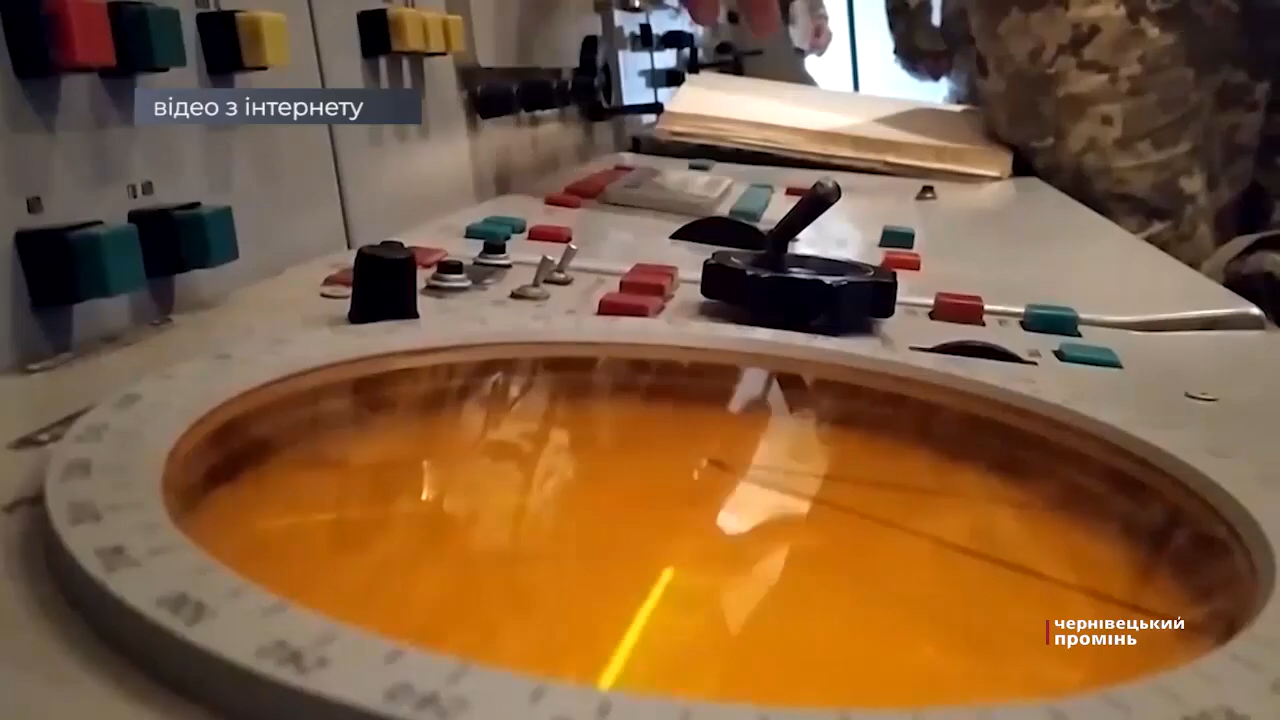 відео з інтернету
чернівецький
промінь